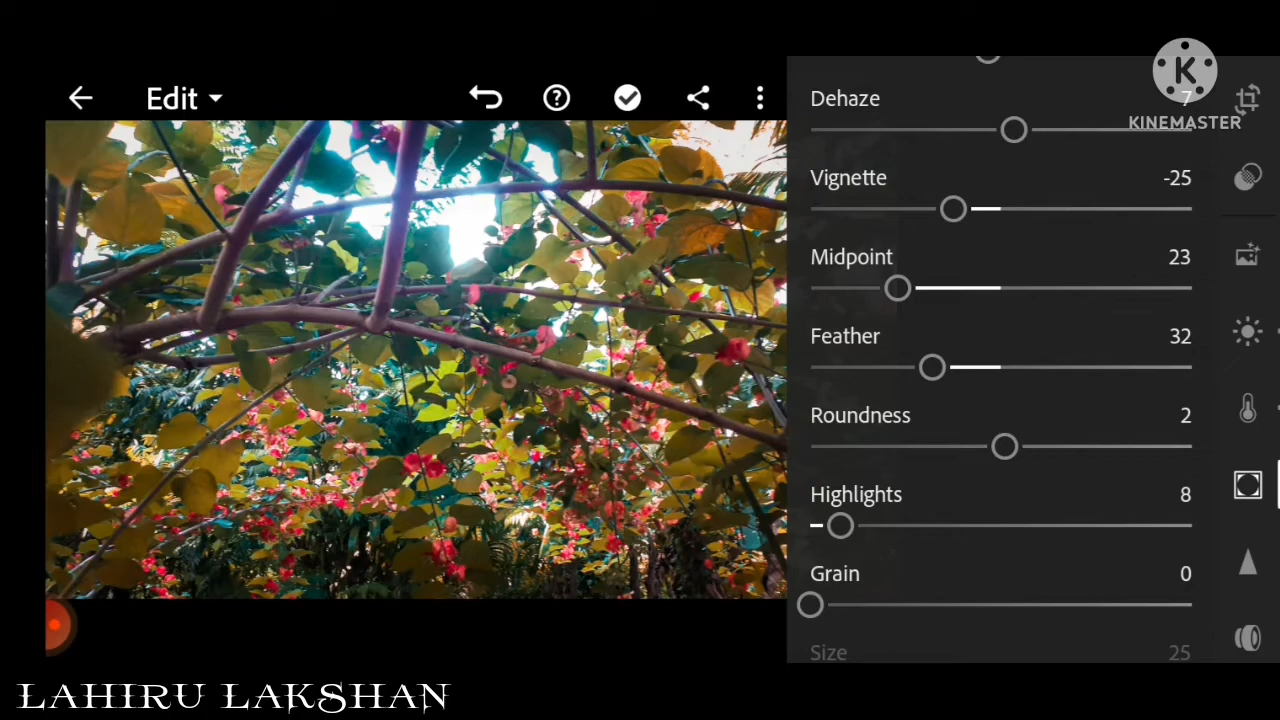 Edit
Dehaze 7
KINEMASTER
Vignette -25
Midpoint 23
Feather 32
Roundness 2
Highlights 8
Grain 0
Size 25
LAHIRU LAKSHAN